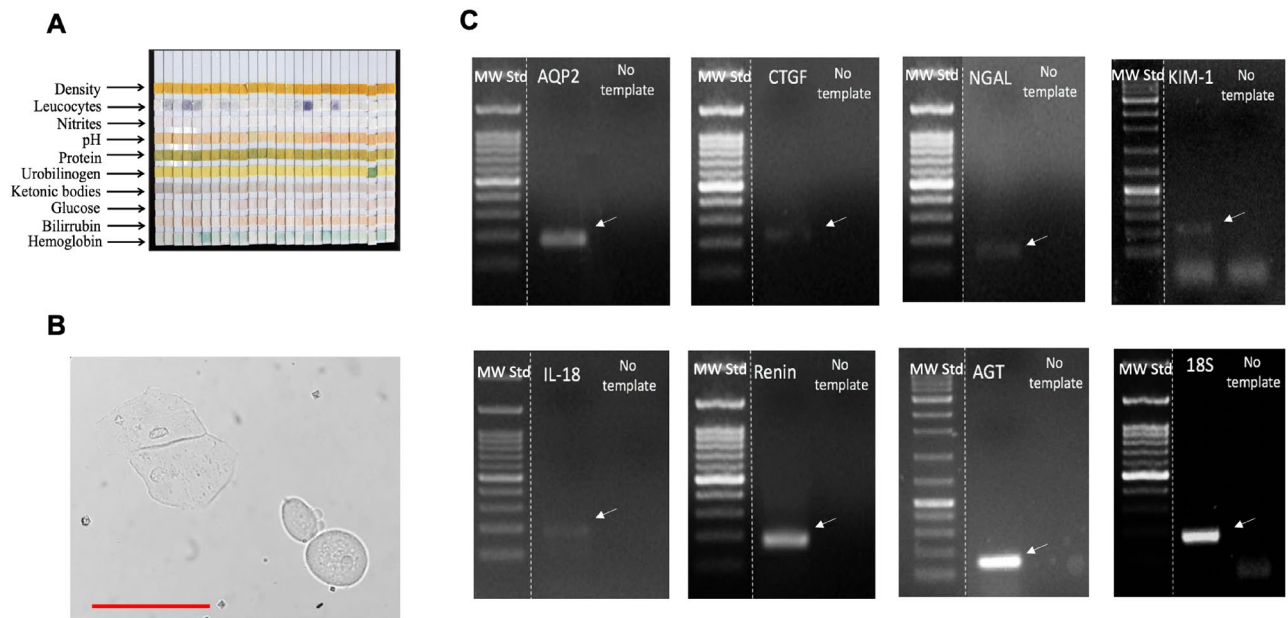 A
Density
Leucocytes
Nitrites
pH
Protein
Urobilinogen
Ketonic bodies
Glucose
Bilirrubin
Hemoglobin
B
C
MW Std AQP2 No template
MW Std CTGF No template
MW Std NGAL No template
MW Std KIM-1 No template
MW Std IL-18 No template
MW Std Renin No template
MW Std AGT No template
MW Std 18S No template